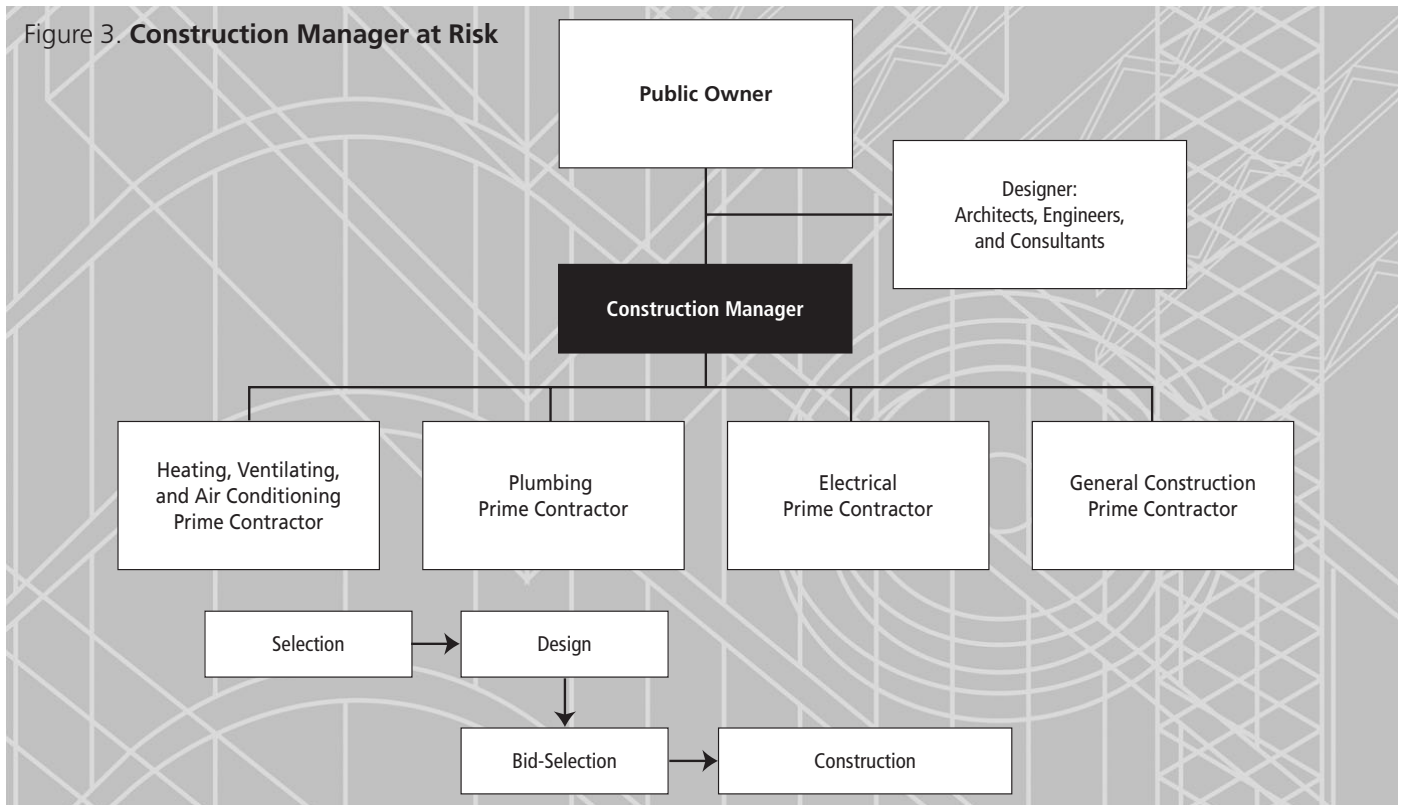 Figure 3. Construction Manager at Risk
Public Owner
Designer:
Architects, Engineers,
and Consultants
Construction Manager
Heating, Ventilating,
and Air Conditioning
Prime Contractor
Plumbing
Prime Contractor
Electrical
Prime Contractor
General Construction
Prime Contractor
Selection
Design
Bid-Selection
Construction